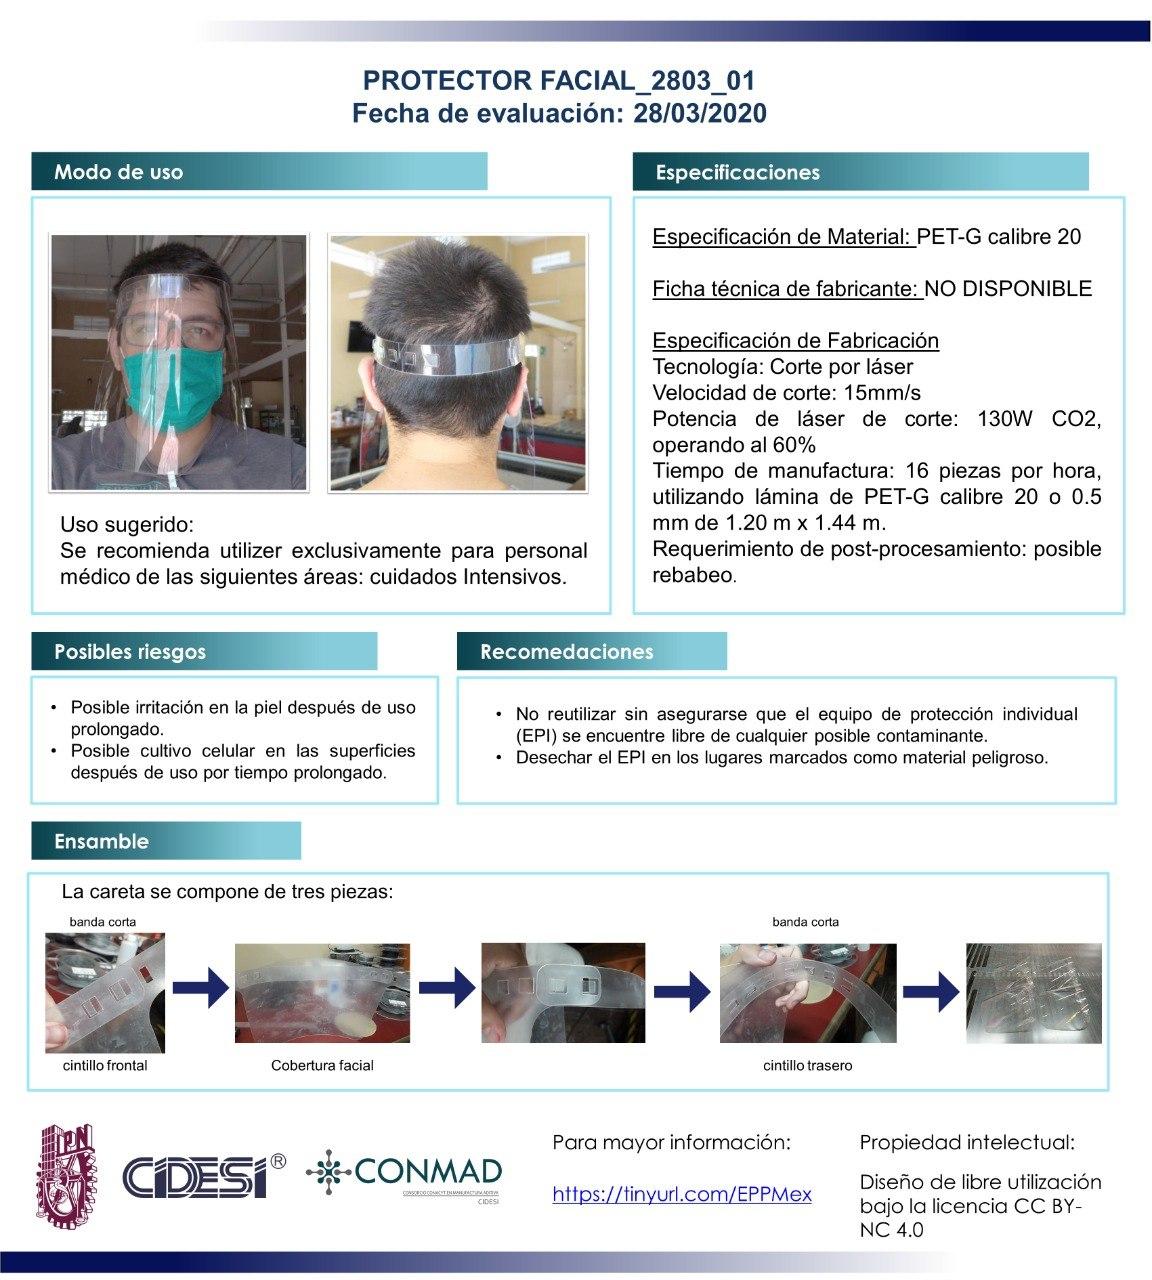 PROTECTOR FACIAL_2803_01
Fecha de evaluación: 28/03/2020
Modo de uso
Uso sugerido:
Se recomienda utilizer exclusivamente para personal
médico de las siguientes áreas: cuidados Intensivos.
Especificaciones
Especificación de Material: PET-G calibre 20
Ficha técnica de fabricante: NO DISPONIBLE
Especificación de Fabricación
Tecnología: Corte por láser
Velocidad de corte: 15mm/s
Potencia de láser de corte: 130W CO2,
operando al 60%
Tiempo de manufactura: 16 piezas por hora,
utilizando lámina de PET-G calibre 20 o 0.5
mm de 1.20 m x 1.44 m.
Requerimiento de post-procesamiento: posible
rebabeo.
Posibles riesgos
• Posible irritación en la piel después de uso
prolongado.
• Posible cultivo celular en las superficies
después de uso por tiempo prolongado.
Recomedaciones
• No reutilizar sin asegurarse que el equipo de protección individual
(EPI) se encuentre libre de cualquier posible contaminante.
• Desechar el EPI en los lugares marcados como material peligroso.
Ensamble
La careta se compone de tres piezas:
banda corta
banda corta
cintillo frontal
Cobertura facial
cintillo trasero
IPN
CIDESI®
CONMAD
CONSORCIO CONACYT EN MANUFACTURA ADITIVA
CIDESI
Para mayor información:
https://tinyurl.com/EPPMex
Propiedad intelectual:
Diseño de libre utilización
bajo la licencia CC BY-
NC 4.0